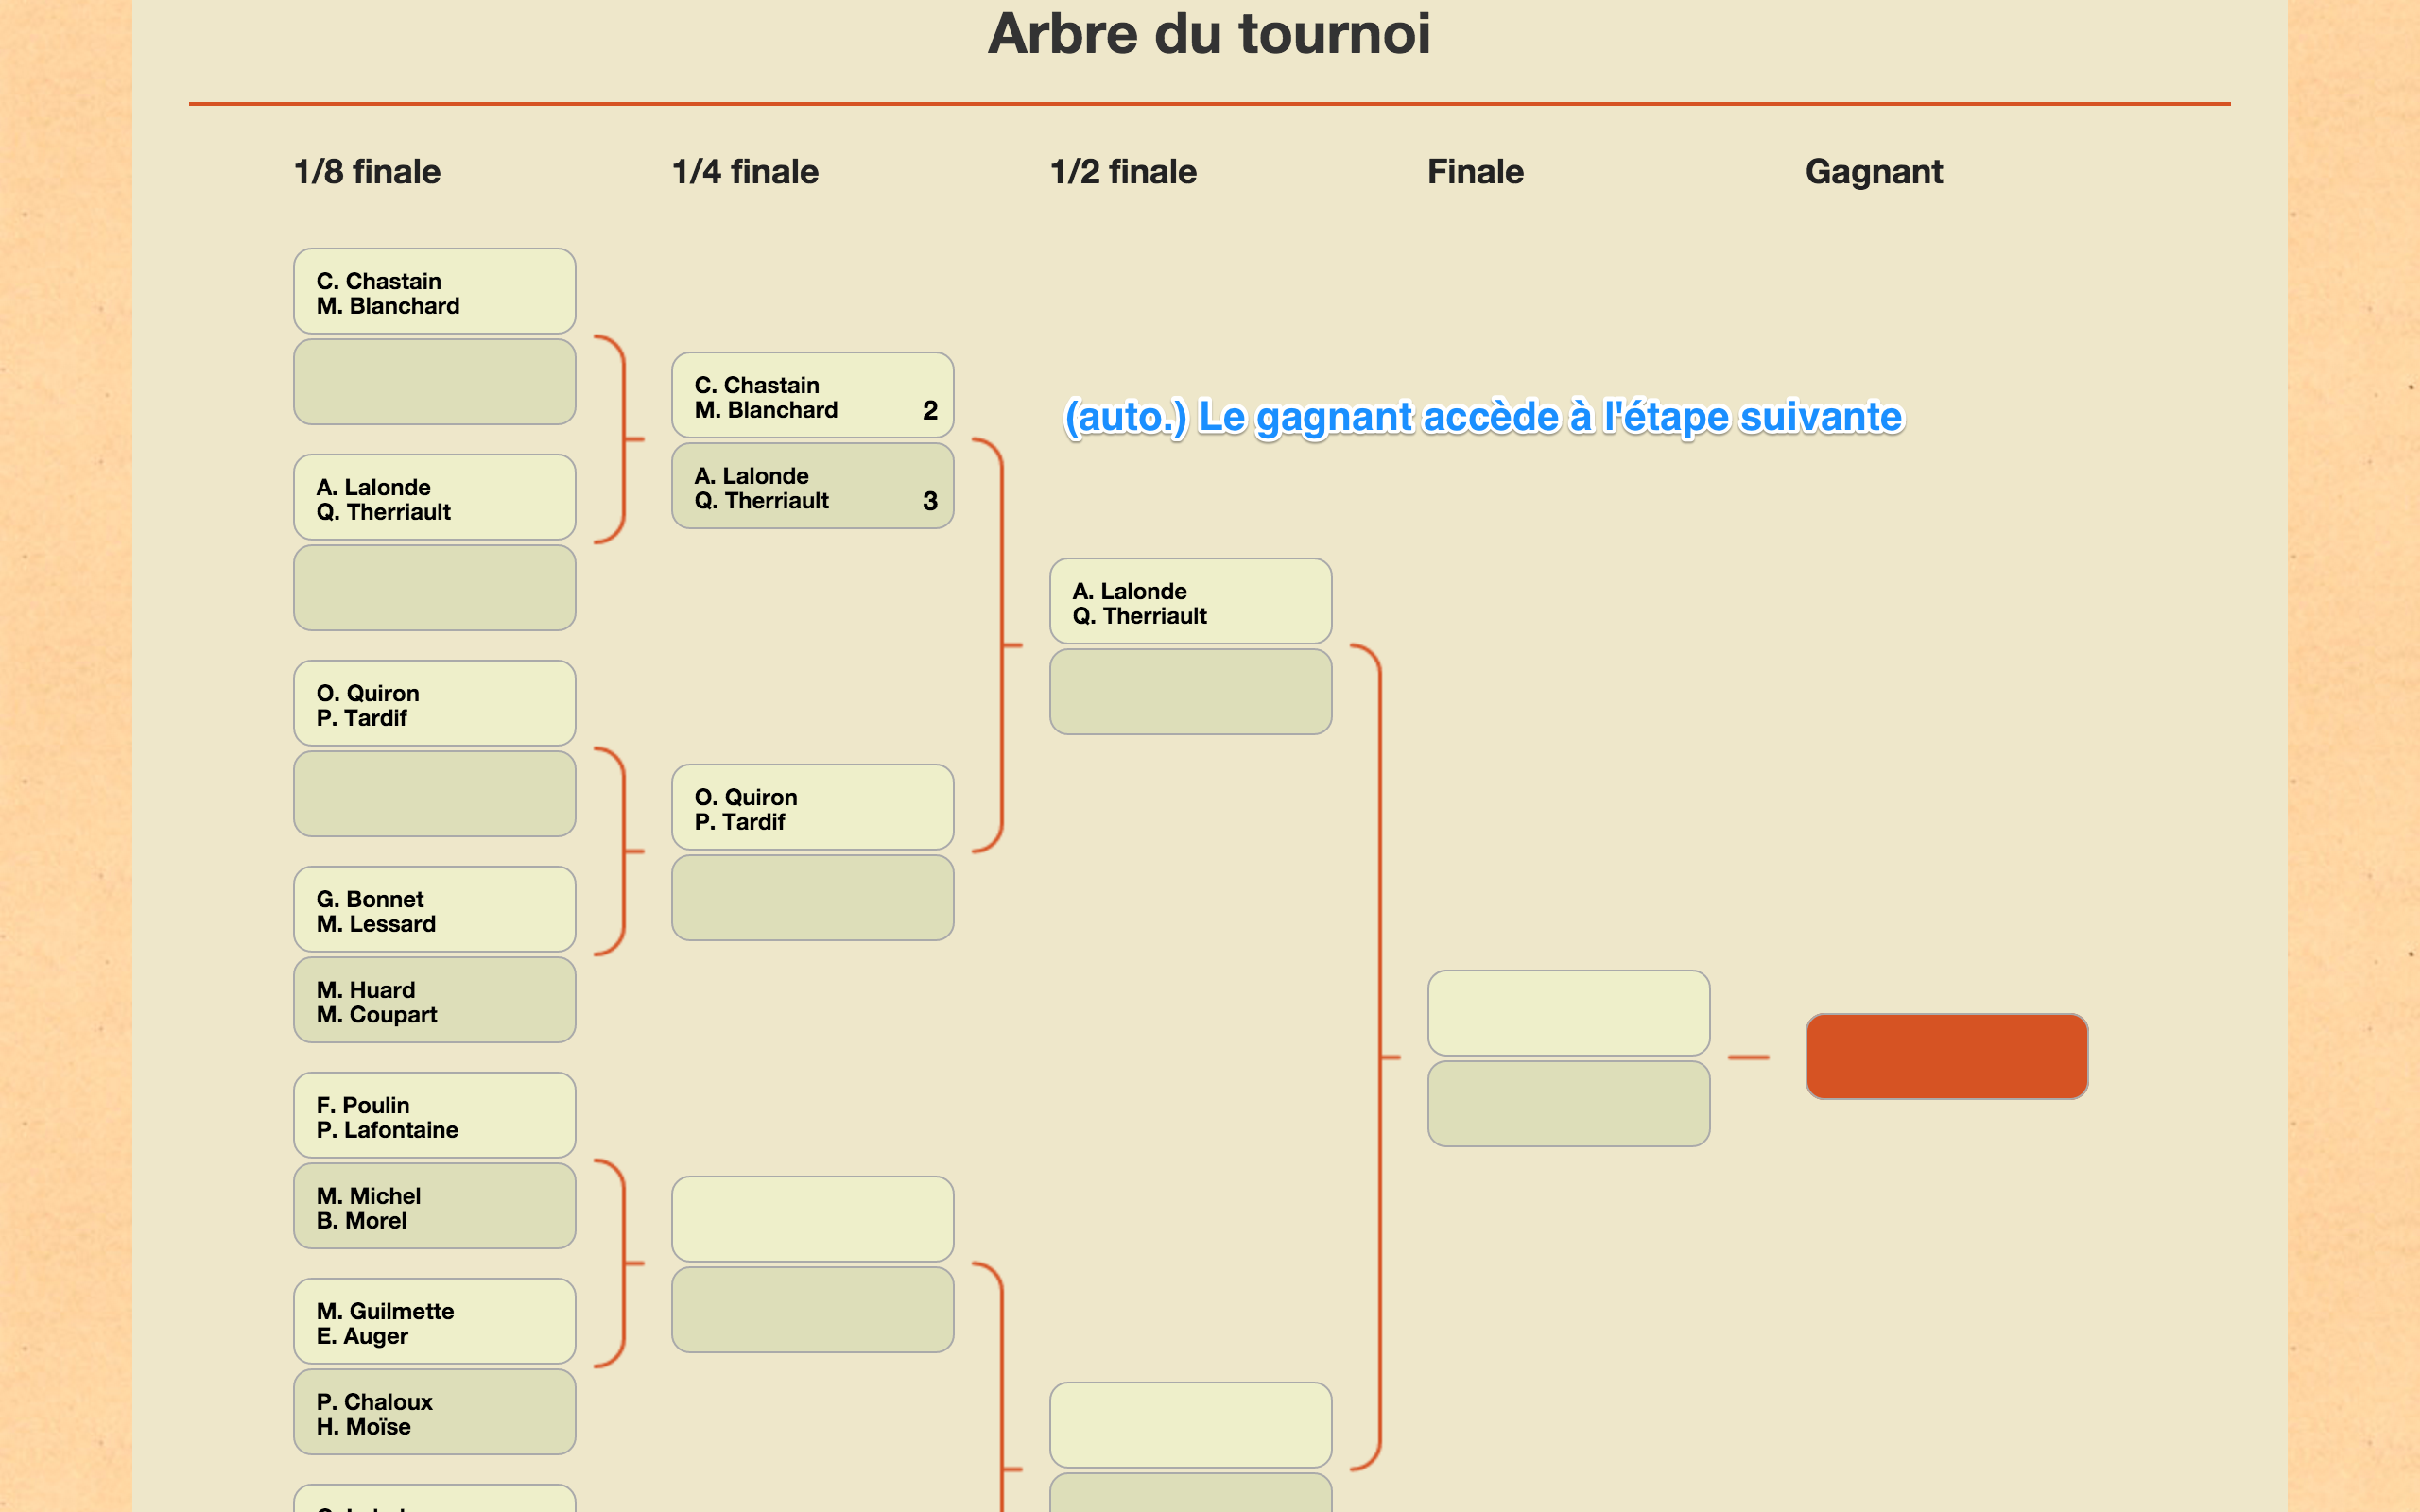 Arbre du tournoi
1/8 finale
1/4 finale
1/2 finale
Finale
Gagnant
C. Chastain
M. Blanchard
A. Lalonde
Q. Therriault
O. Quiron
P. Tardif
G. Bonnet
M. Lessard
M. Huard
M. Coupart
F. Poulin
P. Lafontaine
M. Michel
B. Morel
M. Guilmette
E. Auger
P. Chaloux
H. Moïse
C. Chastain
M. Blanchard 2
A. Lalonde
Q. Therriault 3
O. Quiron
P. Tardif
(auto.) Le gagnant accède à l'étape suivante
A. Lalonde
Q. Therriault